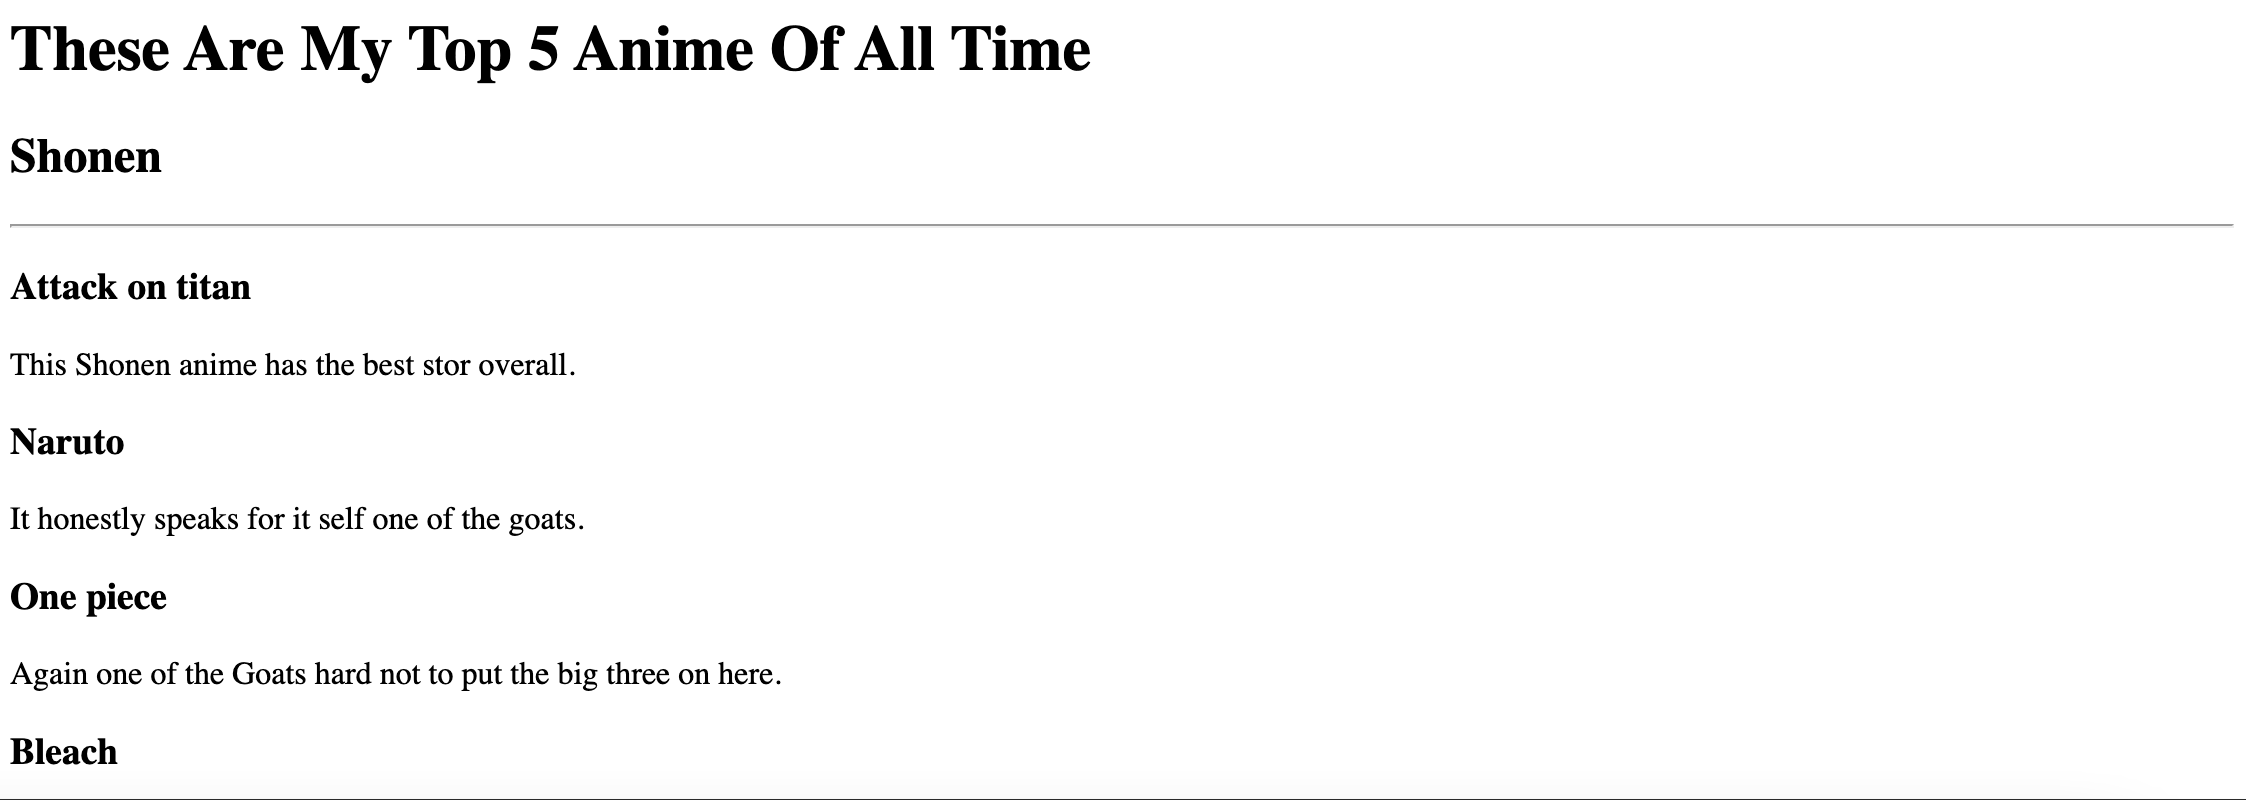 These Are My Top 5 Anime Of All Time
Shonen
Attack on titan
This Shonen anime has the best stor overall.
Naruto
It honestly speaks for it self one of the goats.
One piece
Again one of the Goats hard not to put the big three on here.
Bleach